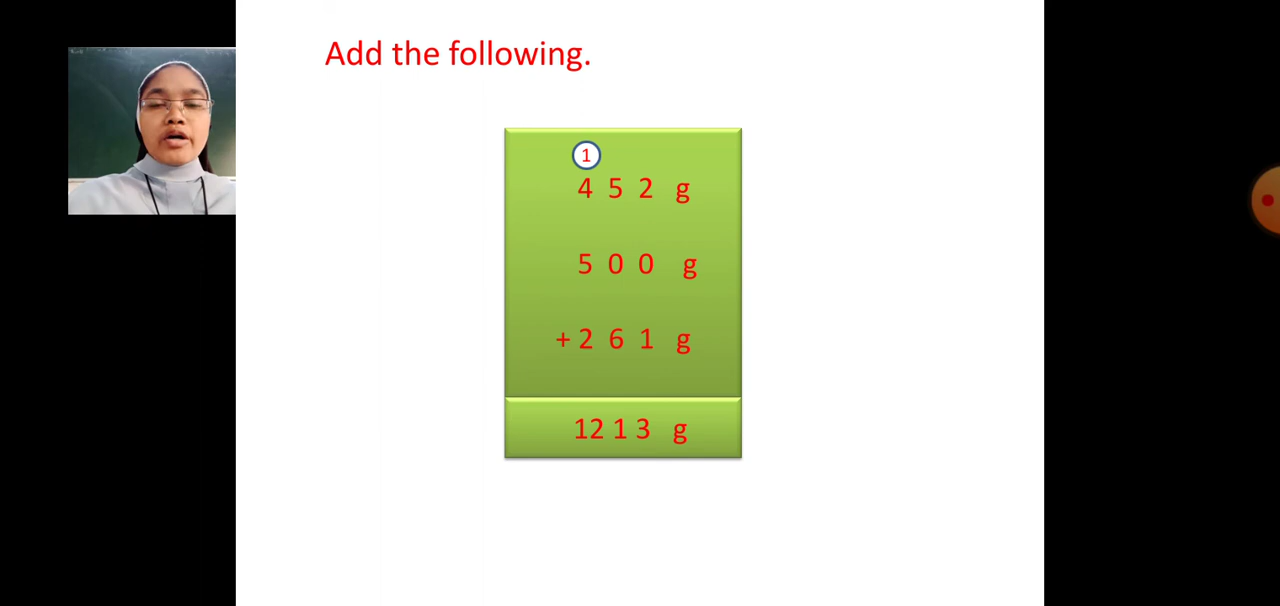 Add the following.
1
4 5 2 g
5 0 0 g
+ 2 6 1 g
12 1 3 g